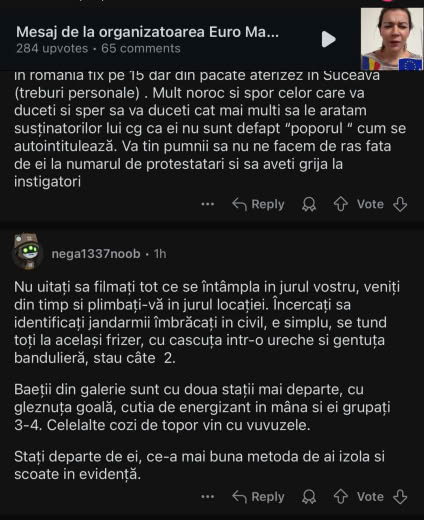 Mesaj de la organizatoarea Euro Ma...
284 upvotes • 65 comments
in romania fix pe 15 dar din pacate aterizez in Suceava
(treburi personale) . Mult noroc si spor celor care va
duceti si sper sa va duceti cat mai multi sa le aratam
susținatorilor lui cg ca ei nu sunt defapt “poporul “ cum se
autointitulează. Va tin pumnii sa nu ne facem de ras fata
de ei la numarul de protestatari si sa aveti grija la
instigatori
Reply
Vote
nega1337noob • 1h
Nu uitați sa filmați tot ce se întâmpla in jurul vostru, veniți
din timp si plimbați-vă in jurul locației. Încercați sa
identificați jandarmii îmbrăcați in civil, e simplu, se tund
toți la același frizer, cu cascuța intr-o ureche si gentuța
bandulieră, stau câte  2.
Baeții din galerie sunt cu doua stații mai departe, cu
gleznuța goală, cutia de energizant in mâna si ei grupați
3-4. Celelalte cozi de topor vin cu vuvuzele.
Stați departe de ei, ce-a mai buna metoda de ai izola si
scoate in evidență.
Reply
Vote